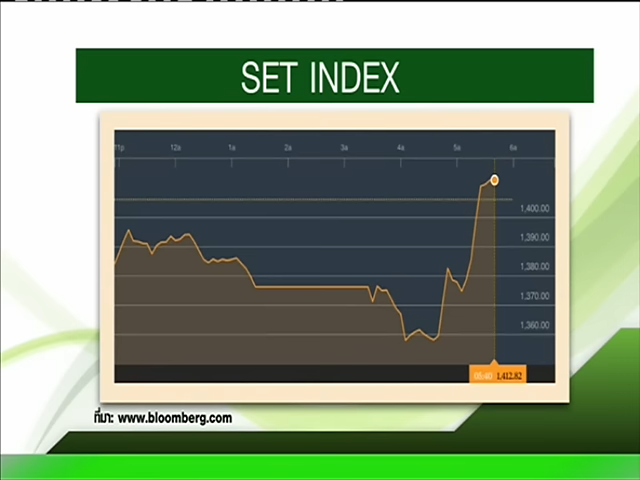 SET INDEX
11p 12a 1a 2a 3a 4a 5a 6a
1,400.00
1,390.00
1,380.00
1,370.00
1,360.00
05:40 1,412.82
ที่มา: www.bloomberg.com